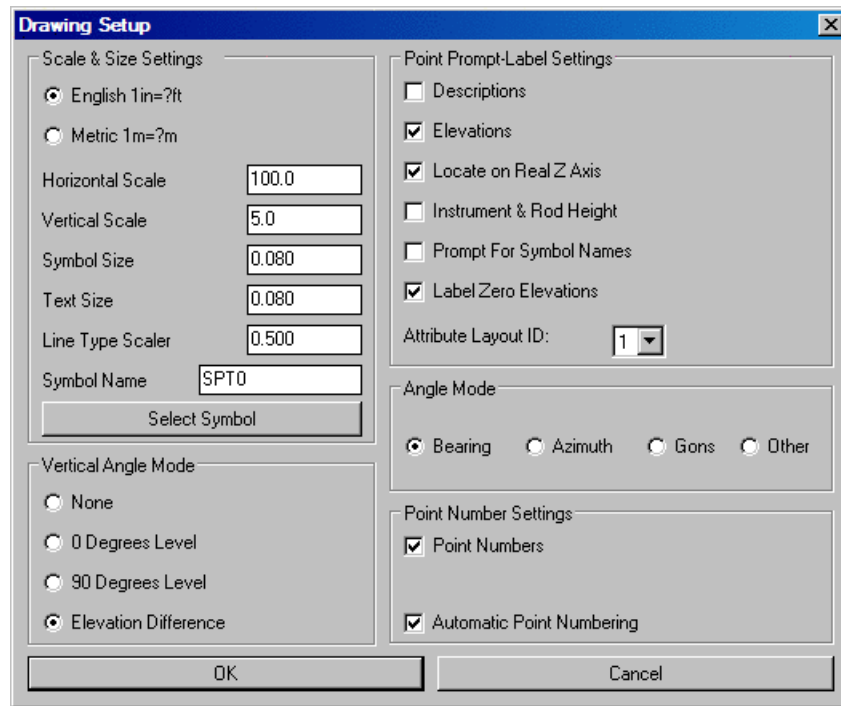 Drawing Setup
Scale & Size Settings
English 1in=?ft
Metric 1m=?m
Horizontal Scale 100.0
Vertical Scale 5.0
Symbol Size 0.080
Text Size 0.080
Line Type Scaler 0.500
Symbol Name SPT0
Select Symbol
Vertical Angle Mode
None
0 Degrees Level
90 Degrees Level
Elevation Difference
Point Prompt-Label Settings
Descriptions
Elevations
Locate on Real Z Axis
Instrument & Rod Height
Prompt For Symbol Names
Label Zero Elevations
Attribute Layout ID: 1
Angle Mode
Bearing Azimuth Gons Other
Point Number Settings
Point Numbers
Automatic Point Numbering
OK Cancel